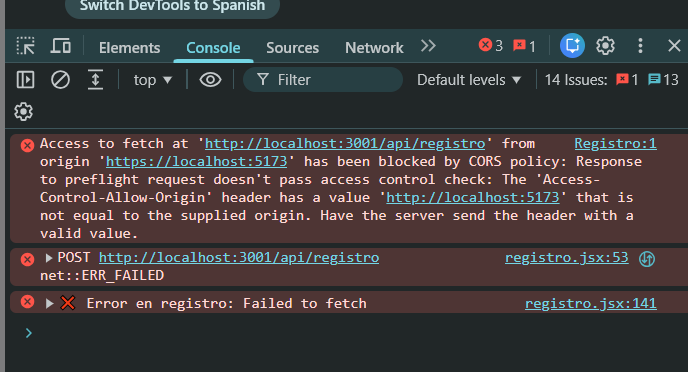 Switch DevTools to Spanish
Elements Console Sources Network 3 1
top Filter Default levels 14 Issues: 1 13
Access to fetch at 'http://localhost:3001/api/registro' from Registro:1
origin 'https://localhost:5173' has been blocked by CORS policy: Response
to preflight request doesn't pass access control check: The 'Access-
Control-Allow-Origin' header has a value 'http://localhost:5173' that is
not equal to the supplied origin. Have the server send the header with a
valid value.
POST http://localhost:3001/api/registro registro.jsx:53
net::ERR_FAILED
❌ Error en registro: Failed to fetch registro.jsx:141